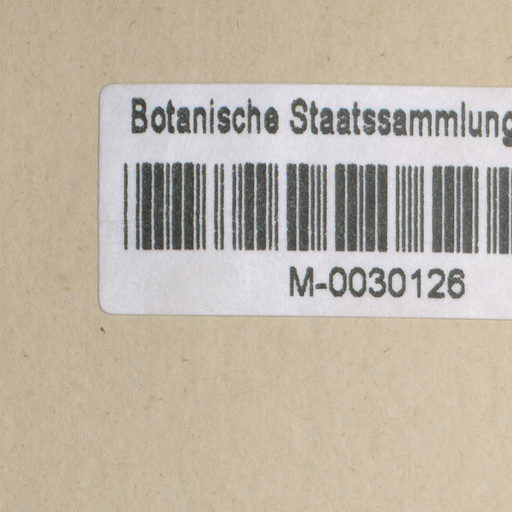 Botanische Staatssammlung
M-0030126